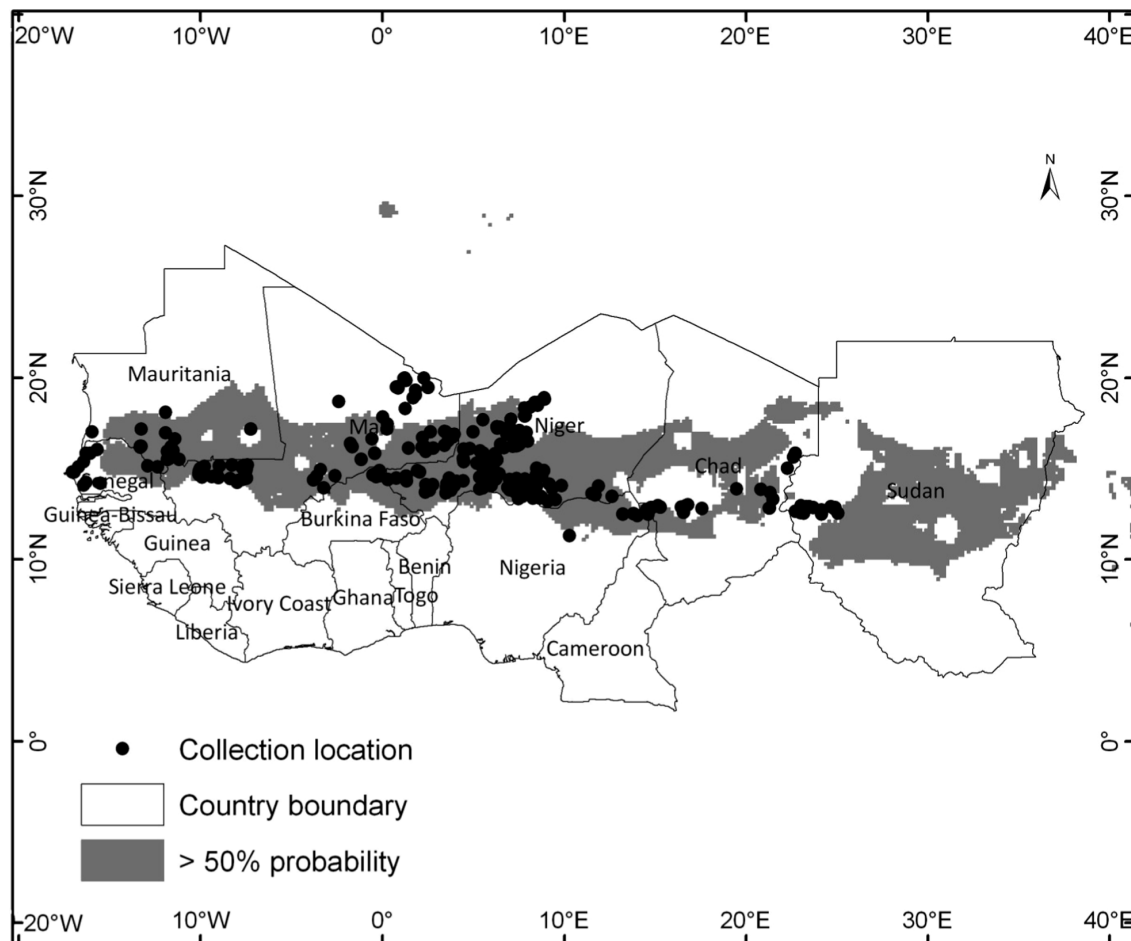 20°W 10°W 0° 10°E 20°E 30°E 40°E
N
30°N 30°N
20°N 20°N
Mauritania
Niger
Chad
Sudan
Guinea-Bissau
Burkina Faso
Guinea
Benin
Nigeria
10°N 10°N
Sierra Leone
Ivory Coast
Ghana
Togo
Liberia
Cameroon
0° 0°
Collection location
Country boundary
> 50% probability
20°W 10°W 0° 10°E 20°E 30°E 40°E